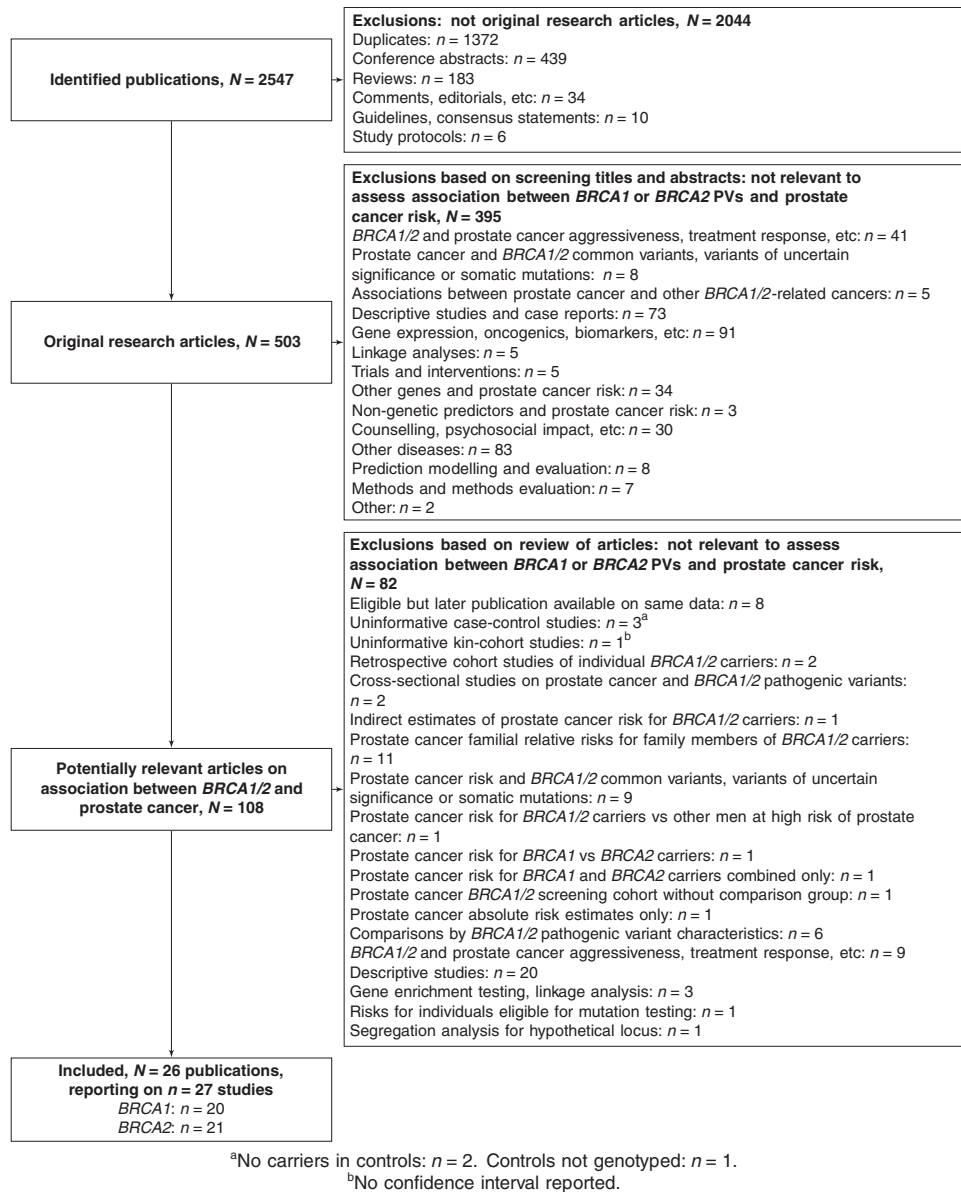 Identified publications, N = 2547
Exclusions: not original research articles, N = 2044
Duplicates: n = 1372
Conference abstracts: n = 439
Reviews: n = 183
Comments, editorials, etc: n = 34
Guidelines, consensus statements: n = 10
Study protocols: n = 6
Original research articles, N = 503
Exclusions based on screening titles and abstracts: not relevant to
assess association between BRCA1 or BRCA2 PVs and prostate
cancer risk, N = 395
BRCA1/2 and prostate cancer aggressiveness, treatment response, etc: n = 41
Prostate cancer and BRCA1/2 common variants, variants of uncertain
significance or somatic mutations: n = 8
Associations between prostate cancer and other BRCA1/2-related cancers: n = 5
Descriptive studies and case reports: n = 73
Gene expression, oncogenics, biomarkers, etc: n = 91
Linkage analyses: n = 5
Trials and interventions: n = 5
Other genes and prostate cancer risk: n = 34
Non-genetic predictors and prostate cancer risk: n = 3
Counselling, psychosocial impact, etc: n = 30
Other diseases: n = 83
Prediction modelling and evaluation: n = 8
Methods and methods evaluation: n = 7
Other: n = 2
Potentially relevant articles on
association between BRCA1/2 and
prostate cancer, N = 108
Exclusions based on review of articles: not relevant to assess
association between BRCA1 or BRCA2 PVs and prostate cancer risk,
N = 82
Eligible but later publication available on same data: n = 8
Uninformative case-control studies: n = 3a
Uninformative kin-cohort studies: n = 1b
Retrospective cohort studies of individual BRCA1/2 carriers: n = 2
Cross-sectional studies on prostate cancer and BRCA1/2 pathogenic variants:
n = 2
Indirect estimates of prostate cancer risk for BRCA1/2 carriers: n = 1
Prostate cancer familial relative risks for family members of BRCA1/2 carriers:
n = 11
Prostate cancer risk and BRCA1/2 common variants, variants of uncertain
significance or somatic mutations: n = 9
Prostate cancer risk for BRCA1/2 carriers vs other men at high risk of prostate
cancer: n = 1
Prostate cancer risk for BRCA1 vs BRCA2 carriers: n = 1
Prostate cancer risk for BRCA1 and BRCA2 carriers combined only: n = 1
Prostate cancer BRCA1/2 screening cohort without comparison group: n = 1
Prostate cancer absolute risk estimates only: n = 1
Comparisons by BRCA1/2 pathogenic variant characteristics: n = 6
BRCA1/2 and prostate cancer aggressiveness, treatment response, etc: n = 9
Descriptive studies: n = 20
Gene enrichment testing, linkage analysis: n = 3
Risks for individuals eligible for mutation testing: n = 1
Segregation analysis for hypothetical locus: n = 1
Included, N = 26 publications,
reporting on n = 27 studies
BRCA1: n = 20
BRCA2: n = 21
aNo carriers in controls: n = 2. Controls not genotyped: n = 1.
bNo confidence interval reported.